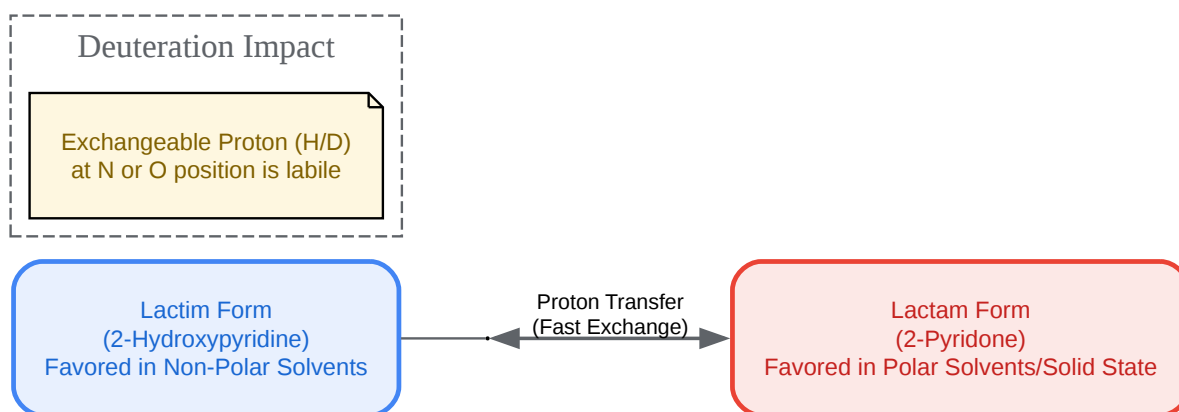 Deuteration Impact
Exchangeable Proton (H/D)
at N or O position is labile
Lactim Form
(2-Hydroxypyridine)
Favored in Non-Polar Solvents
Proton Transfer
(Fast Exchange)
Lactam Form
(2-Pyridone)
Favored in Polar Solvents/Solid State